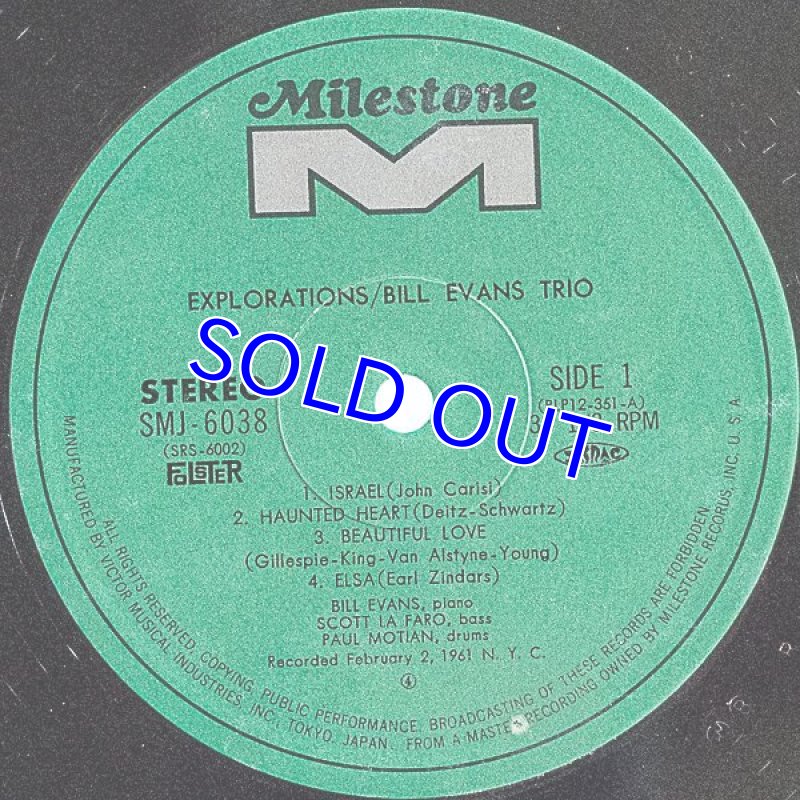 Milestone
EXPLORATIONS/BILL EVANS TRIO
SOLD OUT
STEREO
SMJ-6038
(SRS-6002)
SIDE 1
RPM
1. ISRAEL(John Carisi)
2. HAUNTED HEART(Deitz-Schwartz)
3. BEAUTIFUL LOVE
(Gillespie-King-Van Alstyne-Young)
4. ELSA(Earl Zindars)
BILL EVANS, piano
SCOTT LA FARO, bass
PAUL MOTIAN, drums
Recorded February 2, 1961 N. Y. C.
④
ALL RIGHTS RESERVED, COPYING, PUBLIC PERFORMANCE, BROADCASTING OF THESE RECORDS ARE FORBIDDEN
MANUFACTURED BY VICTOR MUSICAL INDUSTRIES, INC., TOKYO, JAPAN. FROM A MASTER RECORDING OWNED BY MILESTONE RECORDS, INC. U. S. A.